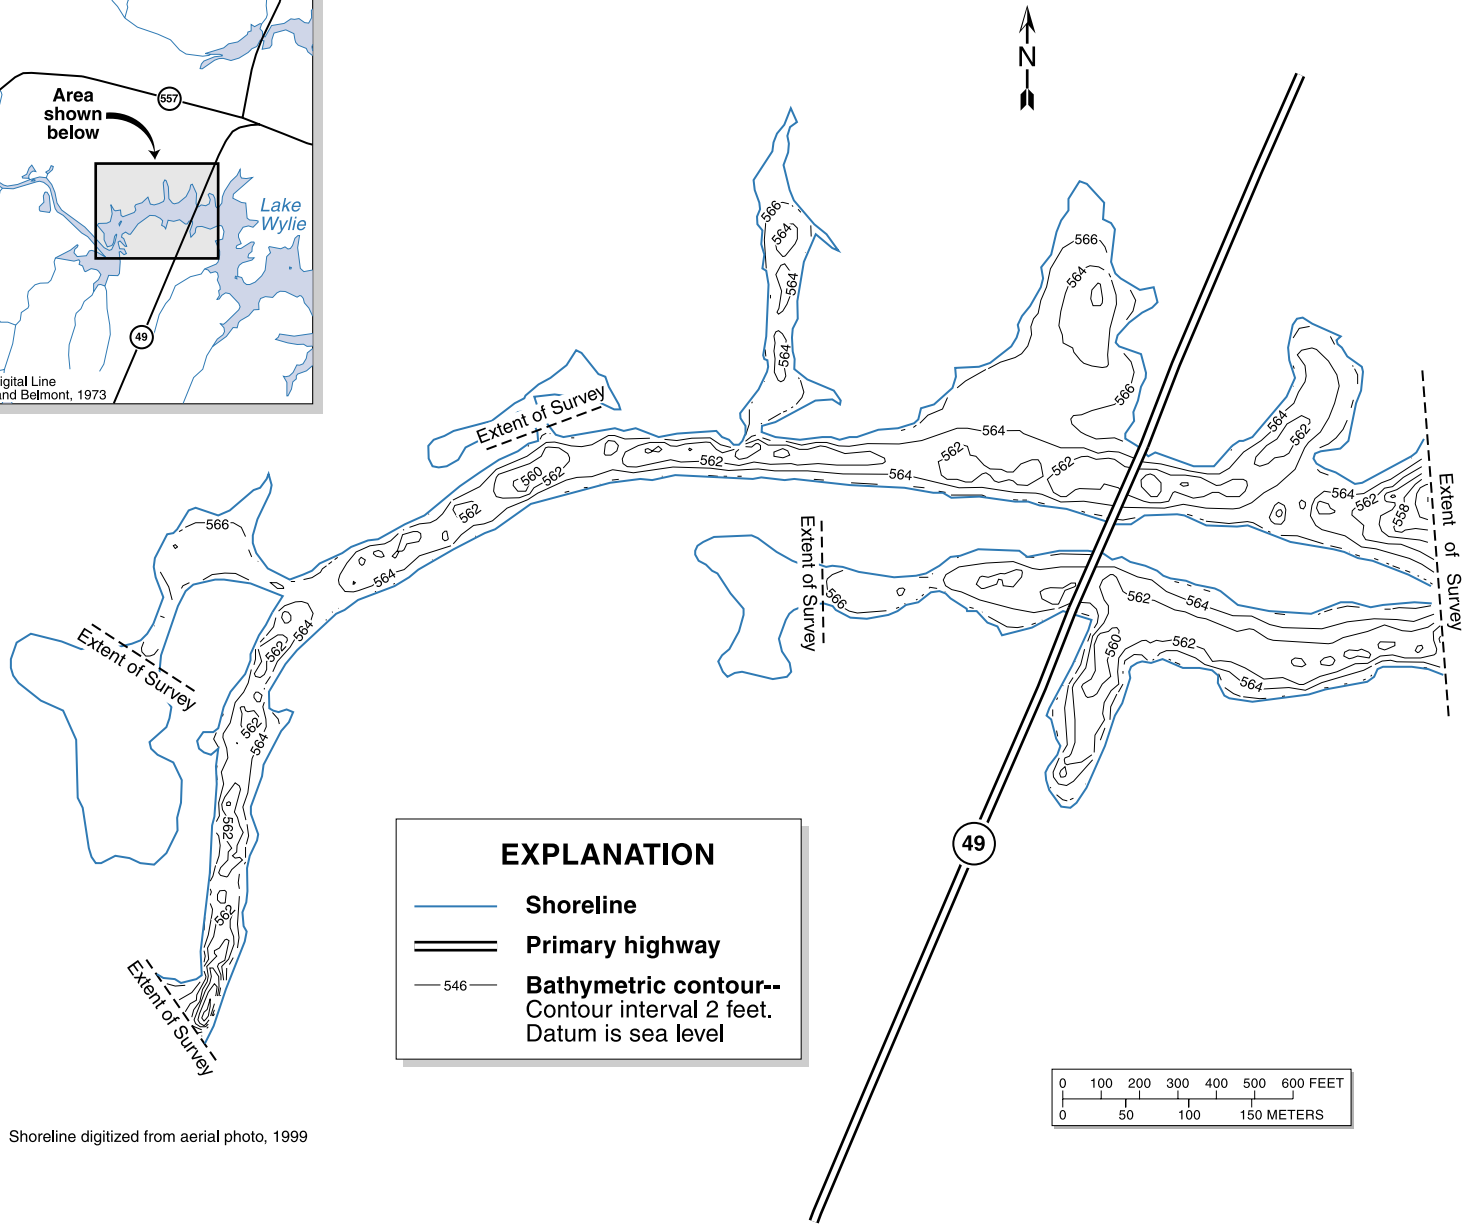 557
Area
shown
below
Lake
Wylie
49
igital Line
and Belmont, 1973
N
566
564
564
564
566
564
566
Extent of Survey
564
562
562
564
562
560
562
562
564
564
562
564
562
558
Extent of Survey
566
Extent of Survey
566
562
564
560
562
564
Extent of Survey
564
562
562
564
562
562
Extent of Survey
49
EXPLANATION
Shoreline
Primary highway
546
Bathymetric contour--
Contour interval 2 feet.
Datum is sea level
0 100 200 300 400 500 600 FEET
0 50 100 150 METERS
Shoreline digitized from aerial photo, 1999